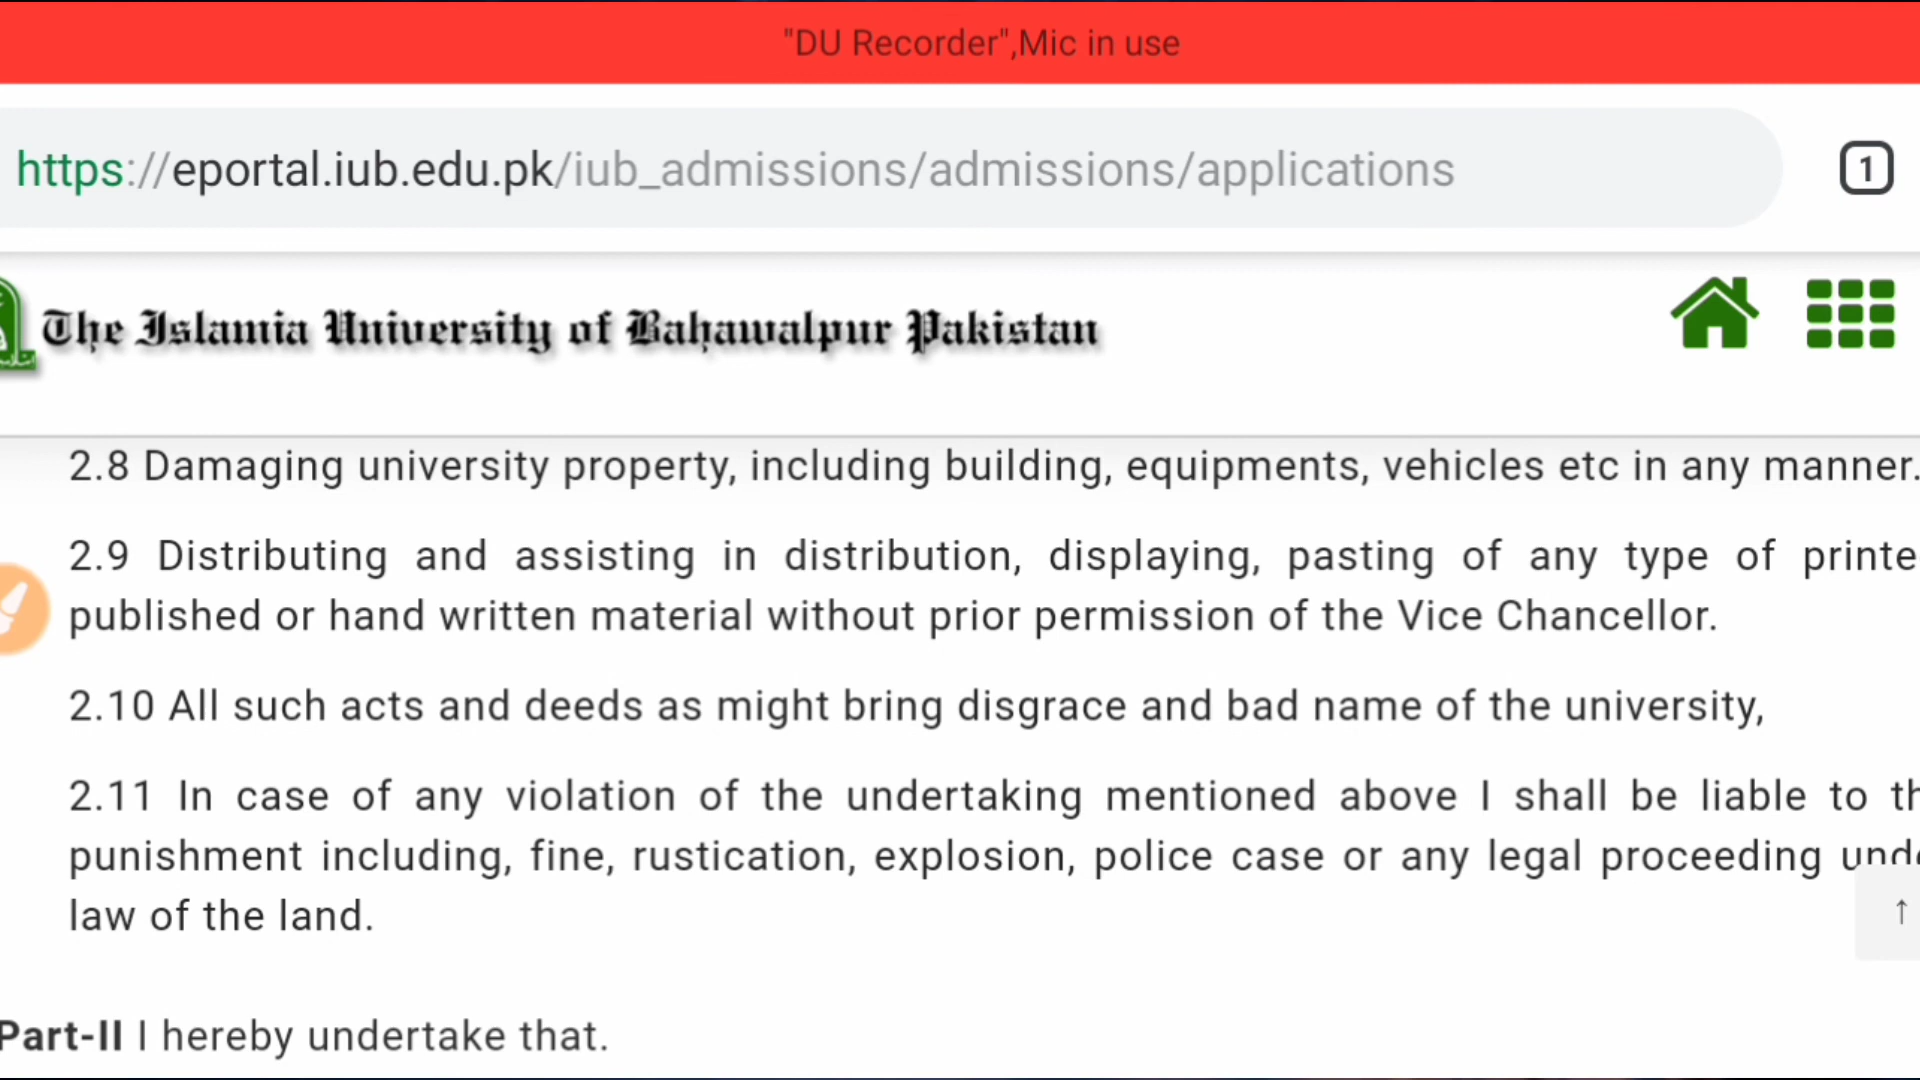 "DU Recorder",Mic in use
https://eportal.iub.edu.pk/iub_admissions/admissions/applications
1
The Islamia University of Bahawalpur Pakistan
2.8 Damaging university property, including building, equipments, vehicles etc in any manner.
2.9 Distributing and assisting in distribution, displaying, pasting of any type of printe
published or hand written material without prior permission of the Vice Chancellor.
2.10 All such acts and deeds as might bring disgrace and bad name of the university,
2.11 In case of any violation of the undertaking mentioned above I shall be liable to th
punishment including, fine, rustication, explosion, police case or any legal proceeding unde
law of the land.
↑
Part-II I hereby undertake that.